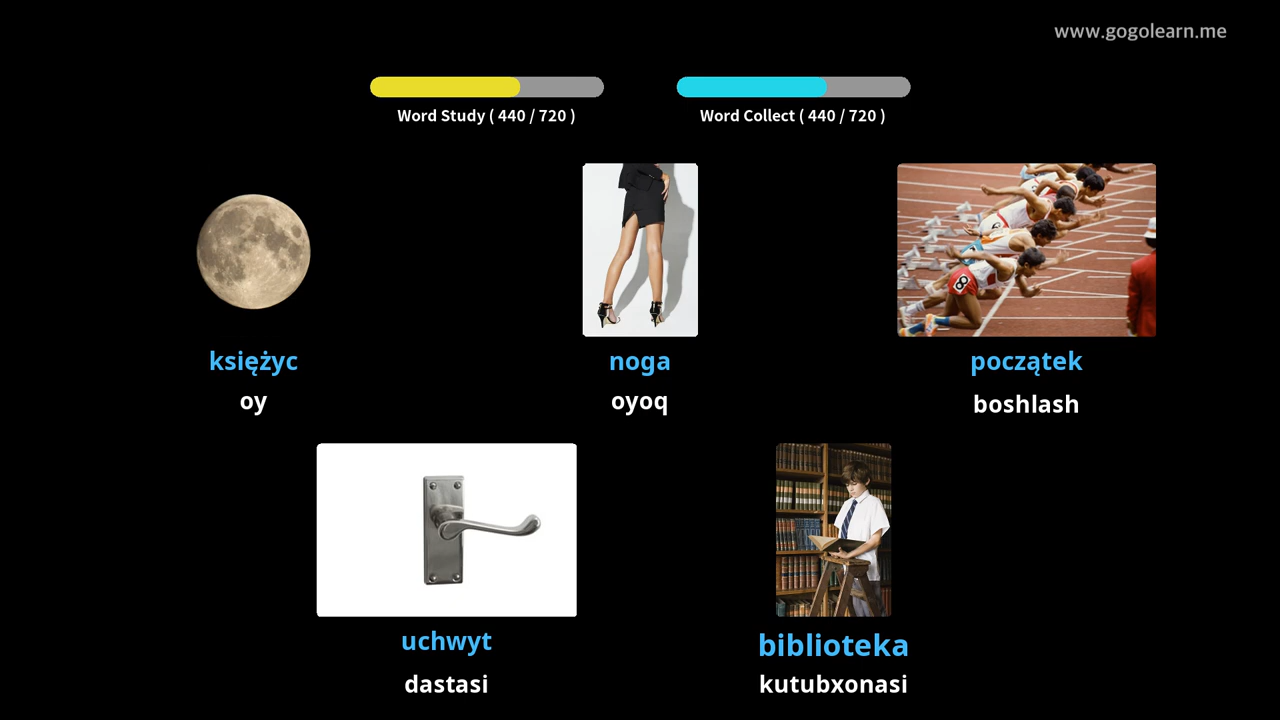 www.gogolearn.me
Word Study ( 440 / 720 )
Word Collect ( 440 / 720 )
księżyc
oy
noga
oyoq
początek
boshlash
uchwyt
dastasi
biblioteka
kutubxonasi